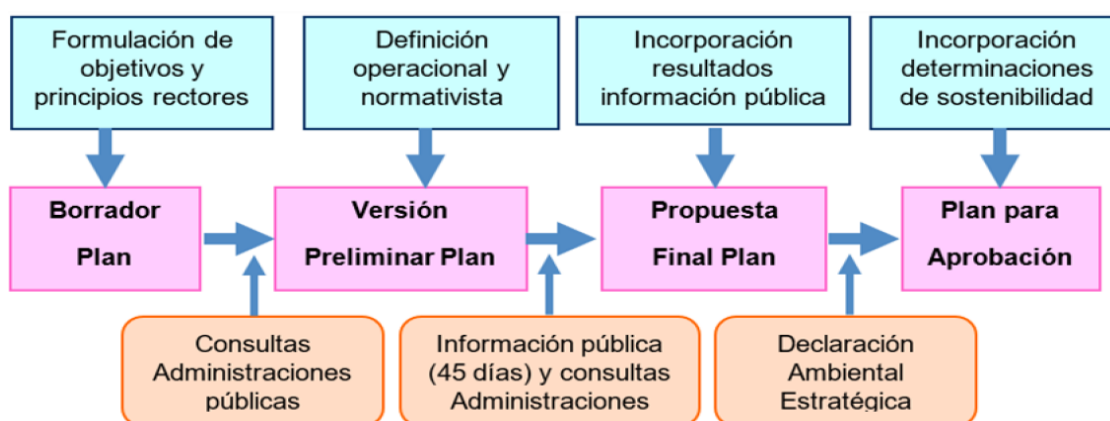 Formulación de
objetivos y
principios rectores
Definición
operacional y
normativista
Incorporación
resultados
información pública
Incorporación
determinaciones
de sostenibilidad
Borrador
Plan
Versión
Preliminar Plan
Propuesta
Final Plan
Plan para
Aprobación
Consultas
Administraciones
públicas
Información pública
(45 días) y consultas
Administraciones
Declaración
Ambiental
Estratégica